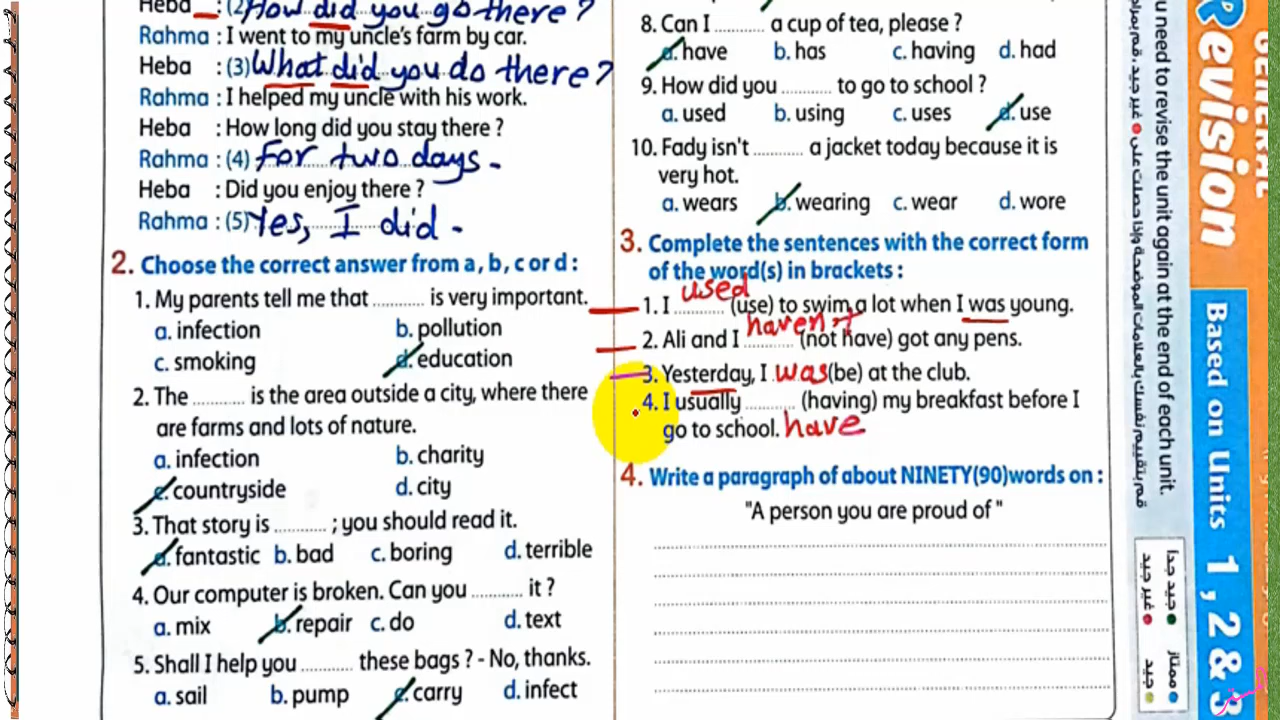 Heba : (2) How did you go there?
Rahma : I went to my uncle's farm by car.
Heba : (3) What did you do there?
Rahma : I helped my uncle with his work.
Heba : How long did you stay there ?
Rahma : (4) For two days.
Heba : Did you enjoy there ?
Rahma : (5) Yes, I did.
2. Choose the correct answer from a, b, c or d :
1. My parents tell me that .......... is very important.
a. infection b. pollution
c. smoking d. education
2. The .......... is the area outside a city, where there
are farms and lots of nature.
a. infection b. charity
c. countryside d. city
3. That story is .......... ; you should read it.
a. fantastic b. bad c. boring d. terrible
4. Our computer is broken. Can you .......... it ?
a. mix b. repair c. do d. text
5. Shall I help you .......... these bags ? - No, thanks.
a. sail b. pump c. carry d. infect
8. Can I .......... a cup of tea, please ?
a. have b. has c. having d. had
9. How did you .......... to go to school ?
a. used b. using c. uses d. use
10. Fady isn't .......... a jacket today because it is
very hot.
a. wears b. wearing c. wear d. wore
3. Complete the sentences with the correct form
of the word(s) in brackets :
used
1. I .......... (use) to swim a lot when I was young.
haven't
2. Ali and I .......... (not have) got any pens.
3. Yesterday, I was (be) at the club.
4. I usually .......... (having) my breakfast before I
go to school. have
4. Write a paragraph of about NINETY(90)words on :
"A person you are proud of "
u need to revise the unit again at the end of each unit.
GENERAL
Revision
Based on Units 1 , 2 & 3
ممتاز
جيد جدا
جيد
غير جيد